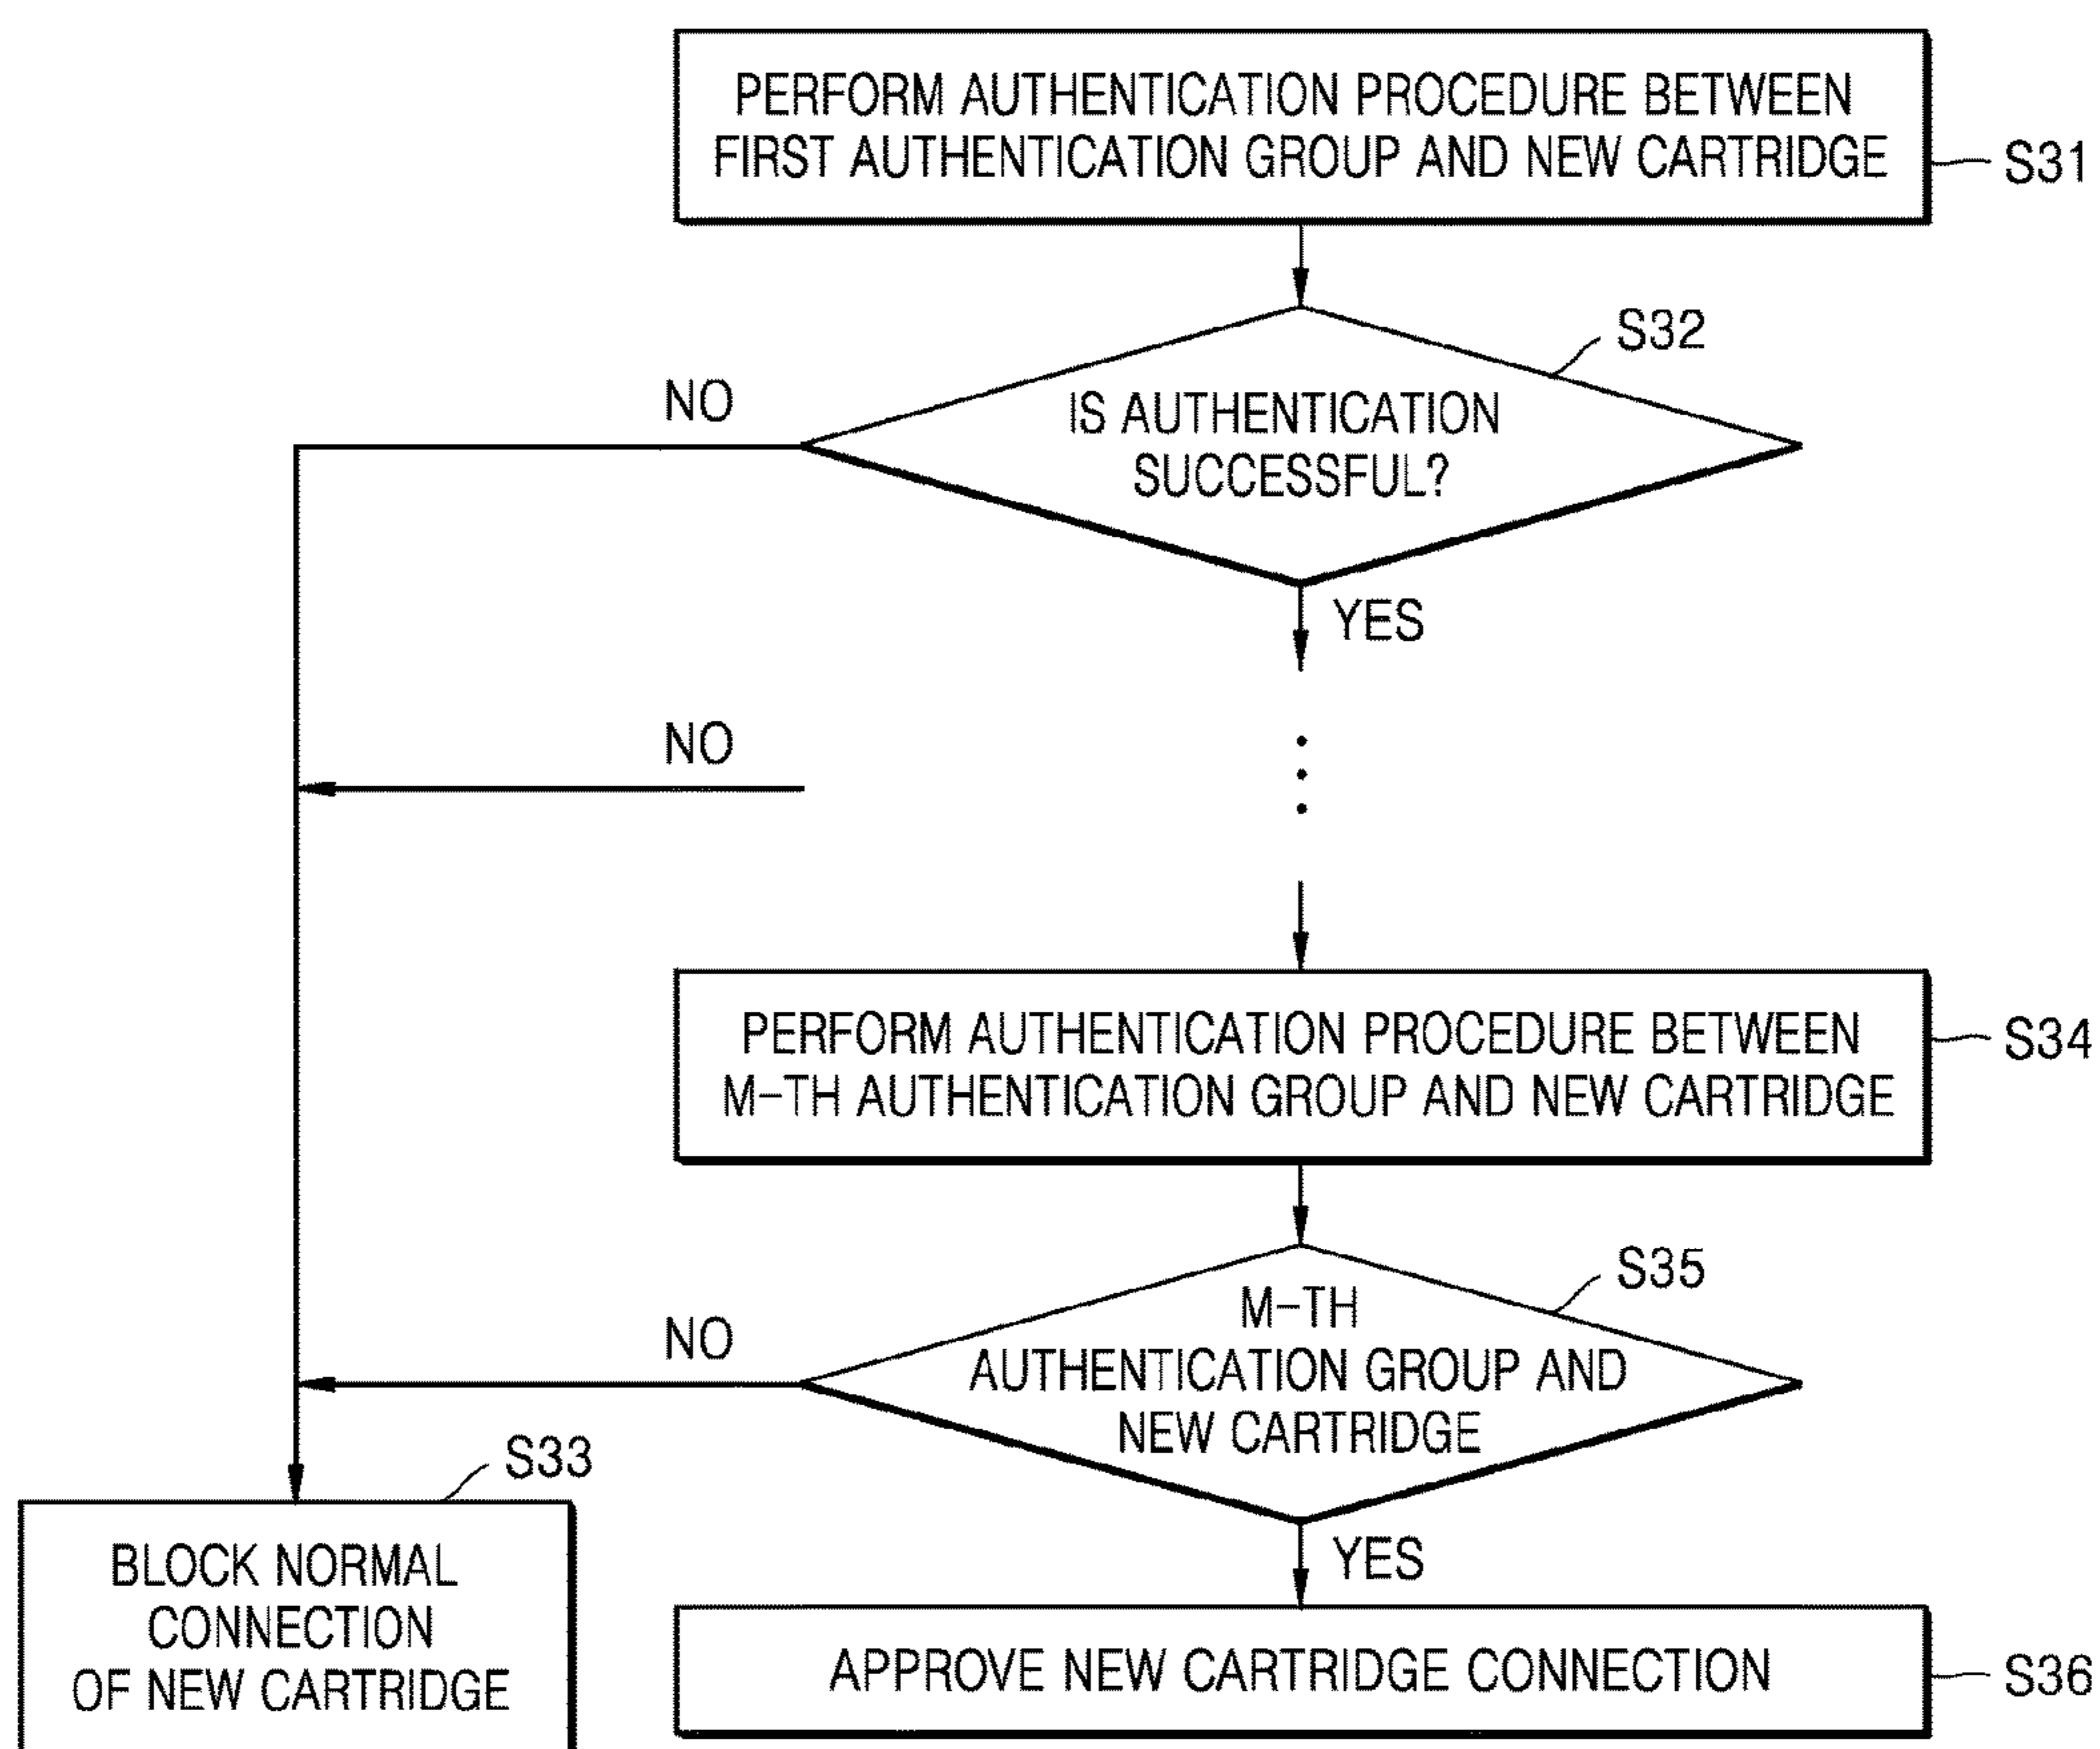 PERFORM AUTHENTICATION PROCEDURE BETWEEN
FIRST AUTHENTICATION GROUP AND NEW CARTRIDGE
S31
S32
NO
IS AUTHENTICATION
SUCCESSFUL?
YES
NO
PERFORM AUTHENTICATION PROCEDURE BETWEEN
M-TH AUTHENTICATION GROUP AND NEW CARTRIDGE
S34
S35
NO
M-TH
AUTHENTICATION GROUP AND
NEW CARTRIDGE
YES
S33
BLOCK NORMAL
CONNECTION
OF NEW CARTRIDGE
APPROVE NEW CARTRIDGE CONNECTION
S36